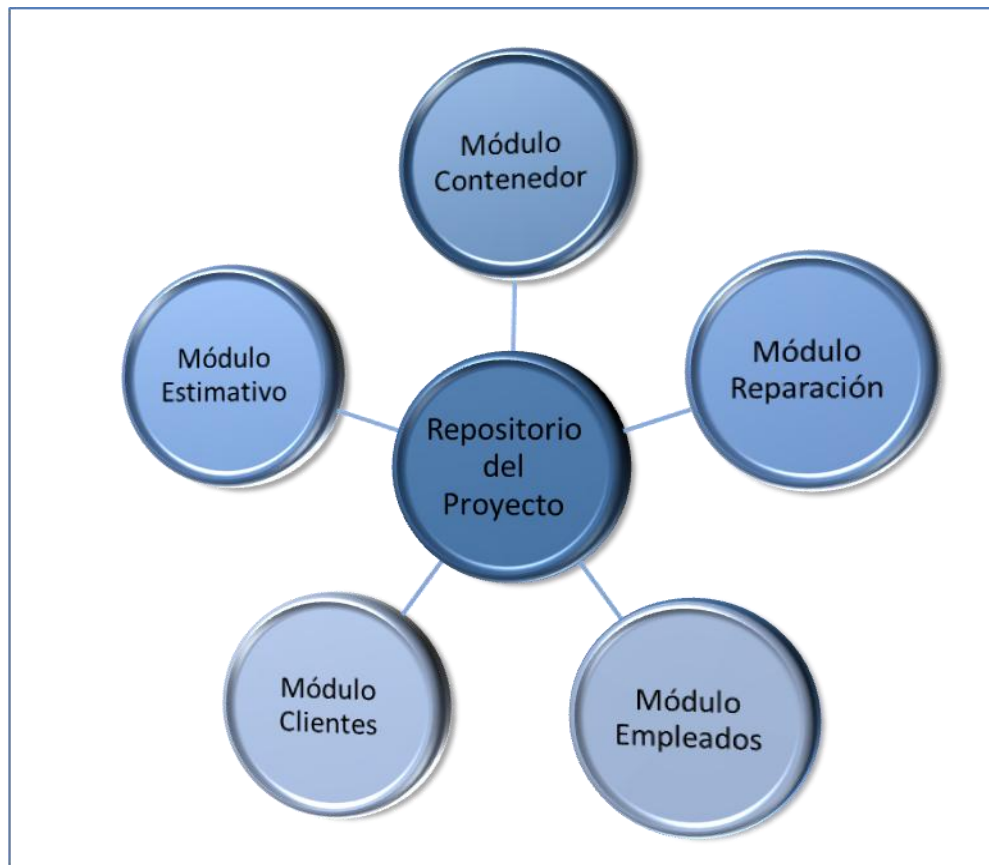 Módulo
Contenedor
Módulo
Estimativo
Módulo
Reparación
Repositorio
del
Proyecto
Módulo
Clientes
Módulo
Empleados